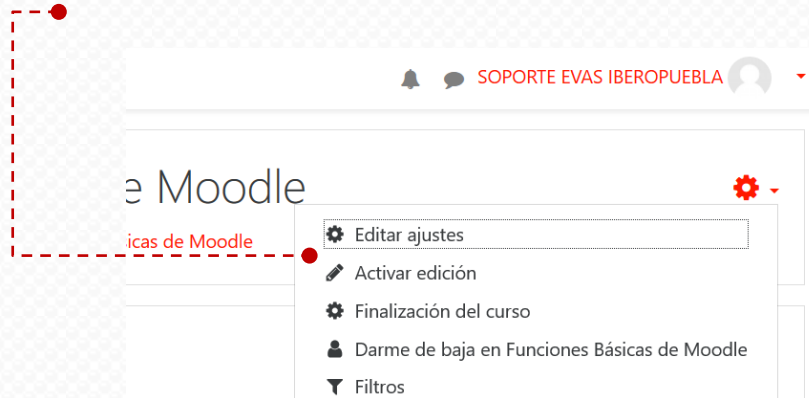 SOPORTE EVAS IBEROPUEBLA
e Moodle
sicas de Moodle
Editar ajustes
Activar edición
Finalización del curso
Darme de baja en Funciones Básicas de Moodle
Filtros